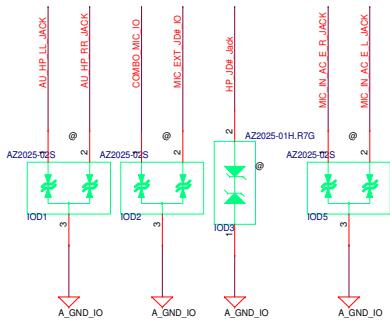 AU_HP_LL_JACK
AU_HP_RR_JACK
COMBO_MIC_IO
MIC_EXT_JD#_IO
HP_JD#_Jack
MIC_IN_AC_E_R_JACK
MIC_IN_AC_E_L_JACK
@
@
2
AZ2025-01H.R7G
@
AZ2025-02S
1
2
AZ2025-02S
1
2
@
AZ2025-02S
1
2
IOD1
IOD2
IOD3
IOD5
3
3
1
3
A_GND_IO
A_GND_IO
A_GND_IO
A_GND_IO